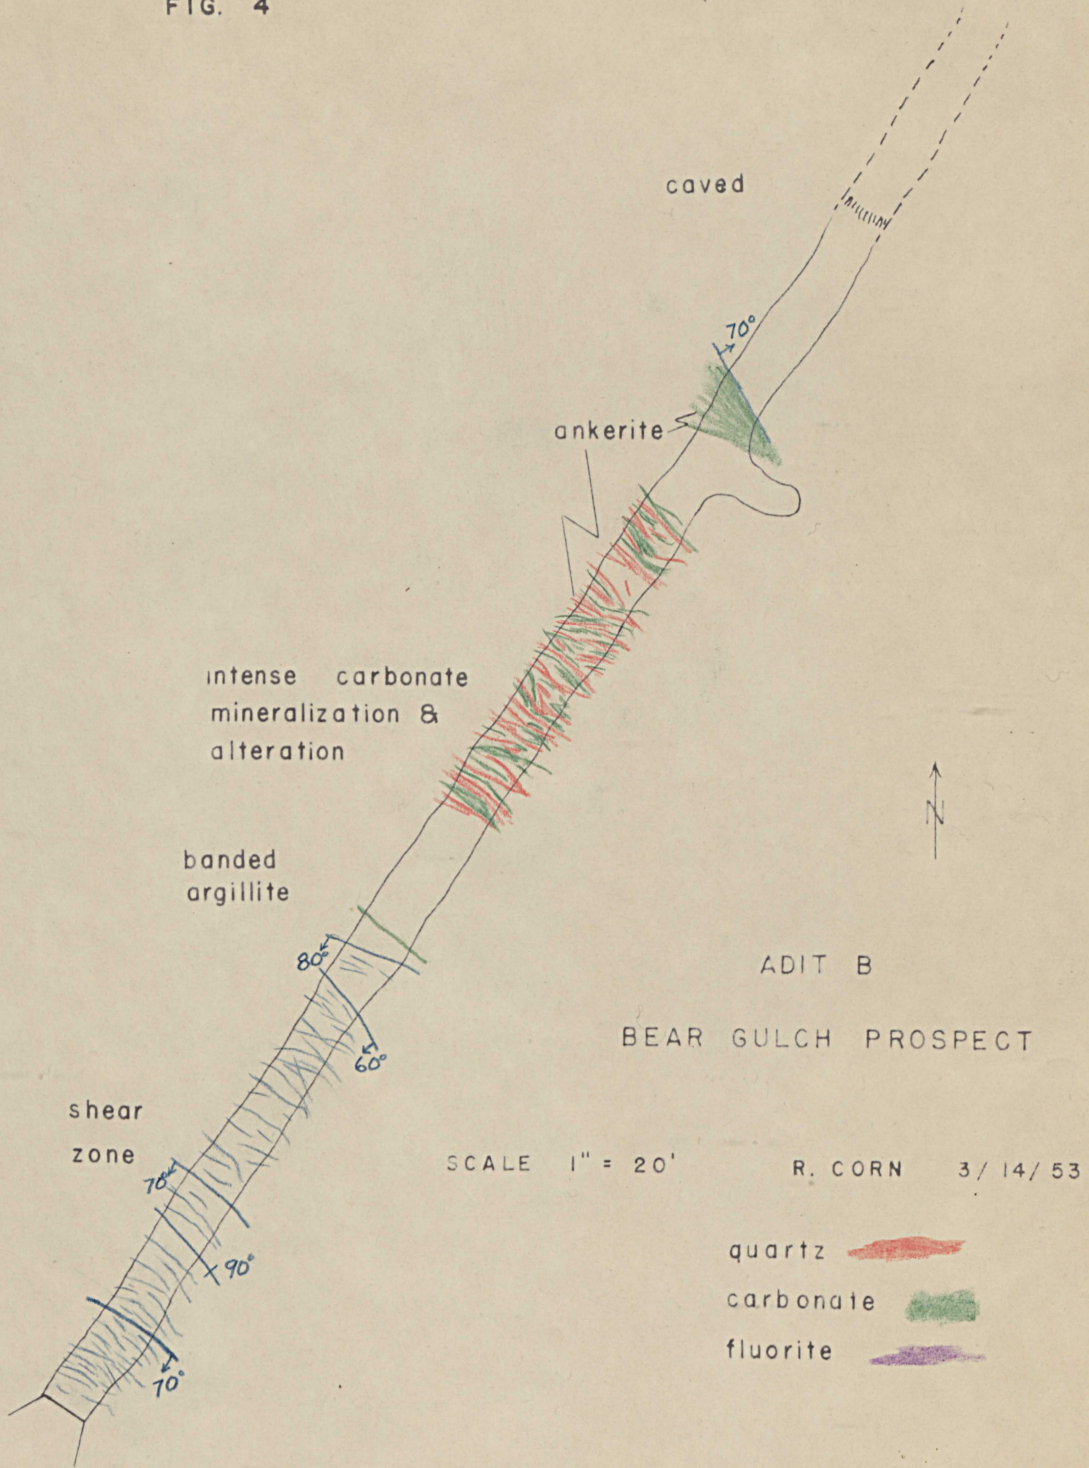 FIG. 4
caved
70°
ankerite
intense carbonate
mineralization &
alteration
N
banded
argillite
80°
60°
ADIT B
BEAR GULCH PROSPECT
shear
zone
70°
SCALE 1" = 20'
R. CORN 3/14/53
90°
70°
quartz
carbonate
fluorite